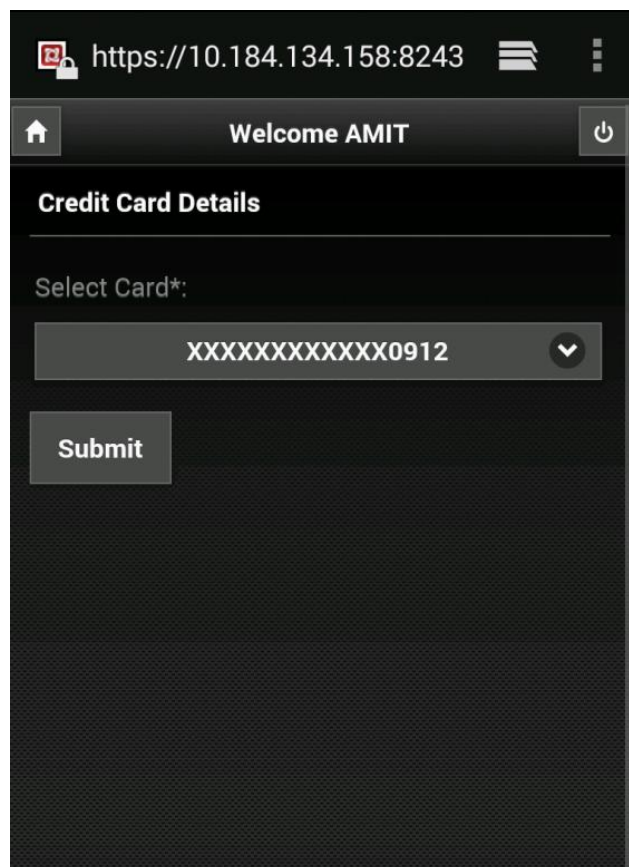 https://10.184.134.158:8243
Welcome AMIT
Credit Card Details
Select Card*:
XXXXXXXXXXXX0912
Submit